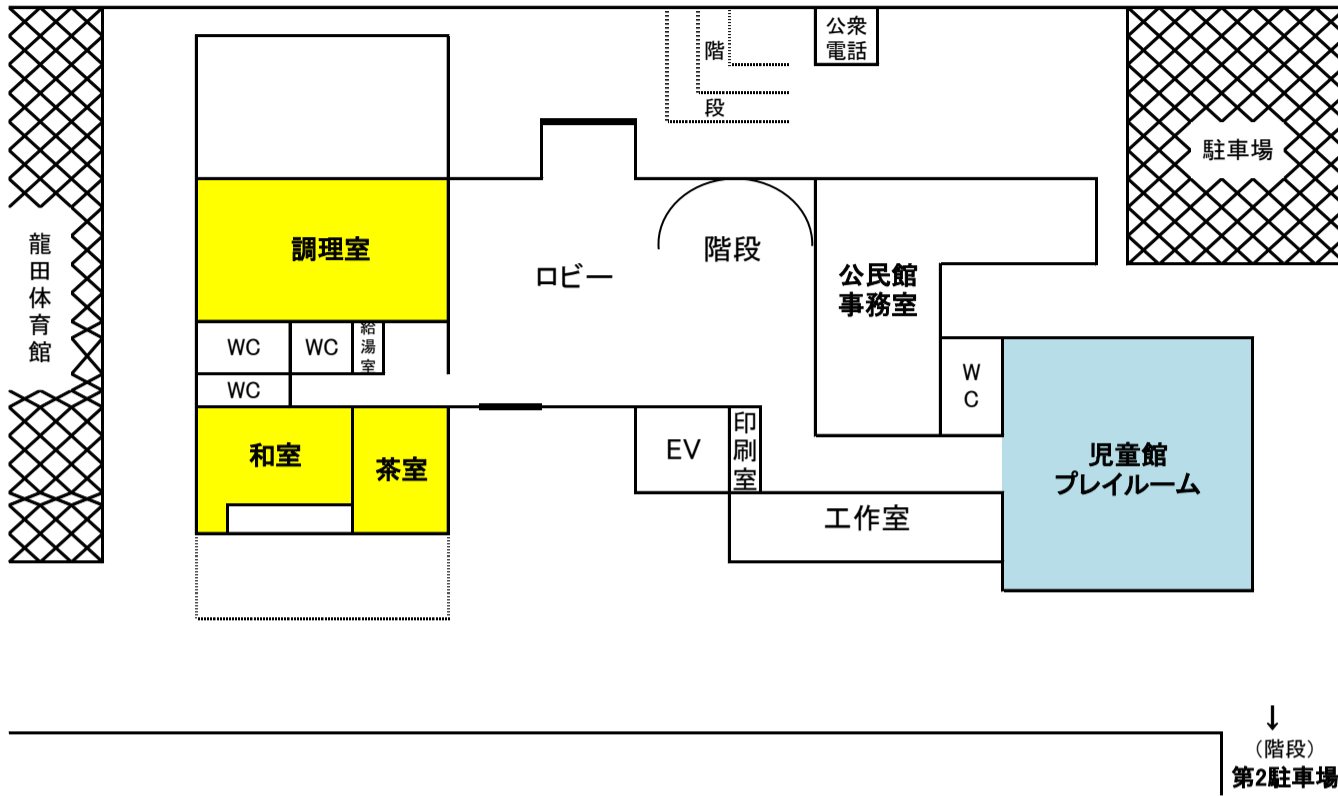 公衆
電話
階
段
駐車場
龍田体育館
調理室
ロビー
階段
公民館
事務室
WC
WC
給湯室
WC
WC
和室
茶室
EV
印刷室
児童館
プレイルーム
工作室
↓
（階段）
第2駐車場